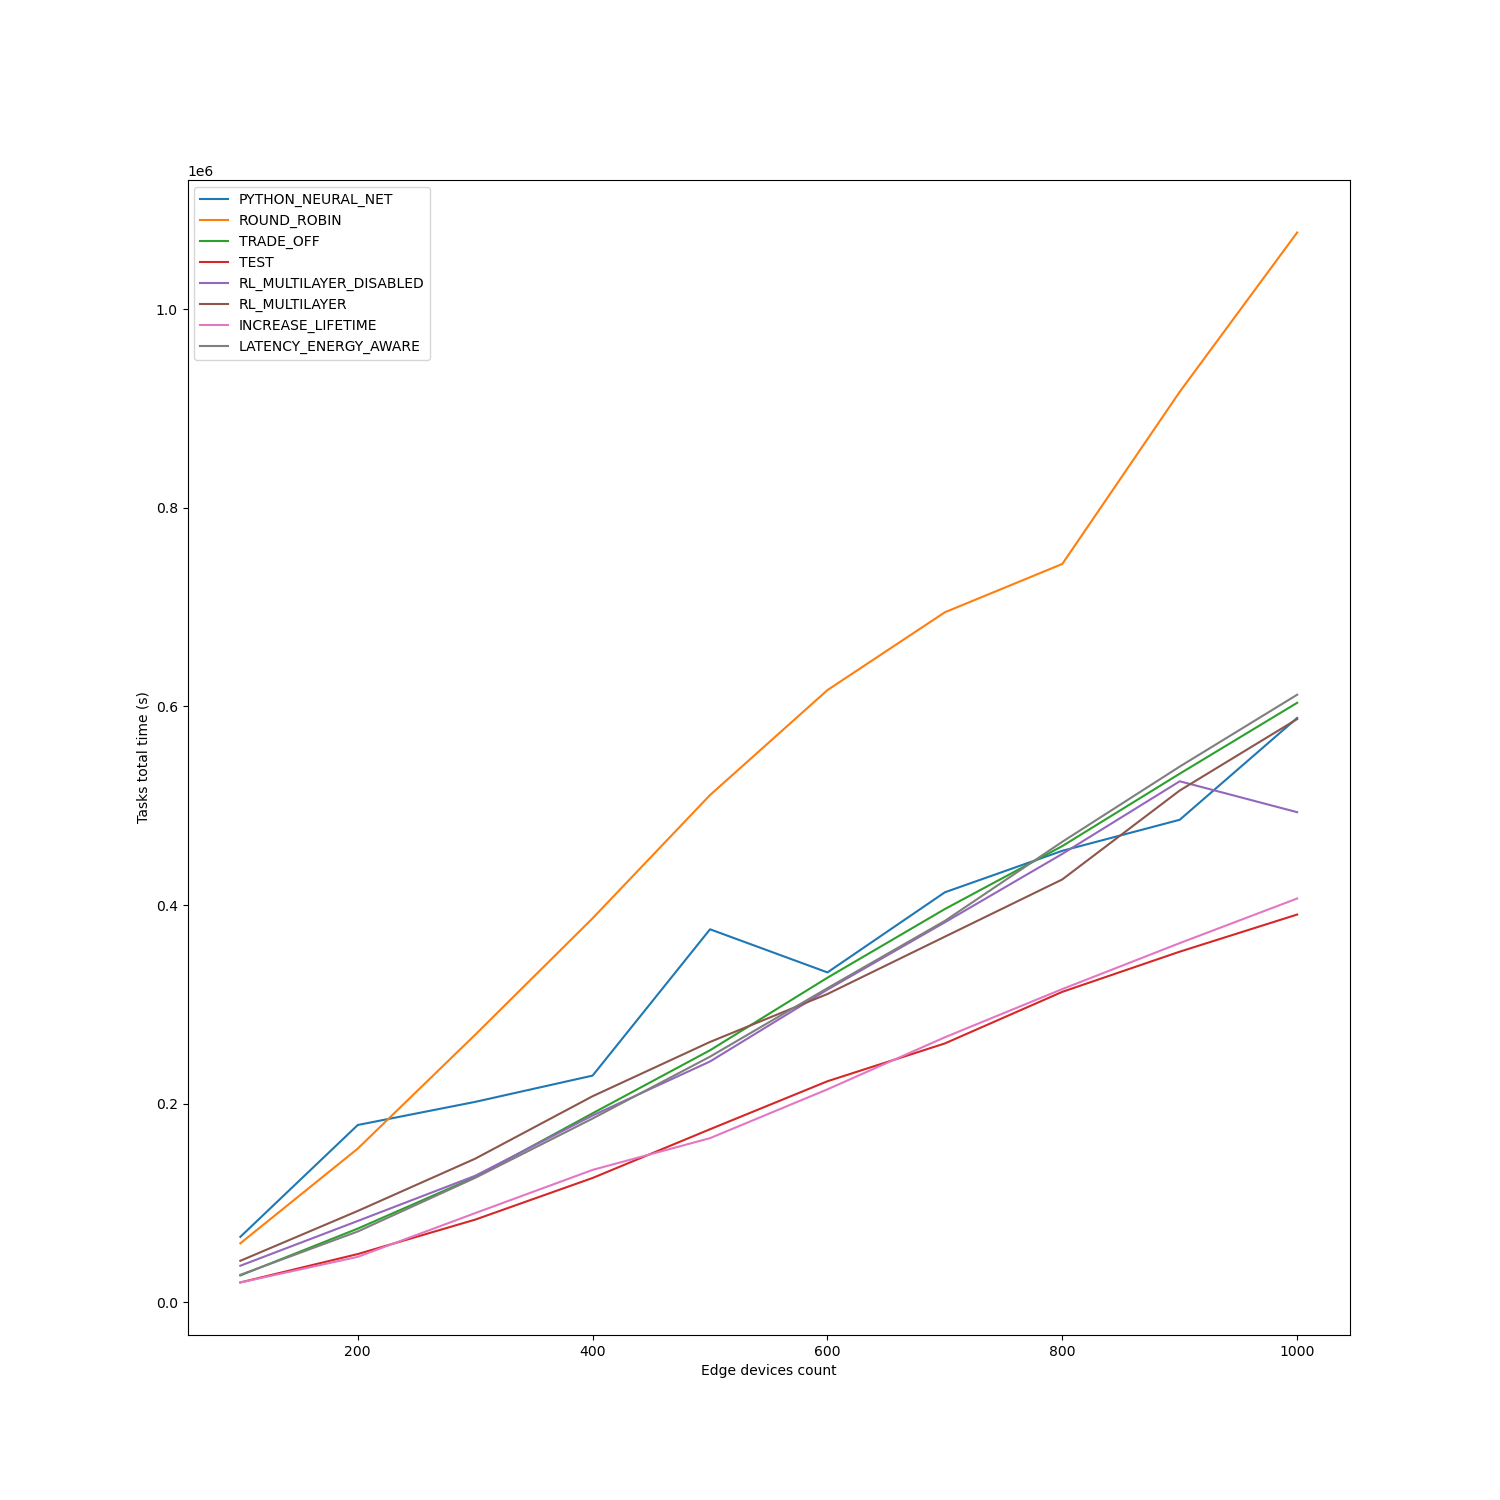 1e6
PYTHON_NEURAL_NET
ROUND_ROBIN
TRADE_OFF
TEST
RL_MULTILAYER_DISABLED
RL_MULTILAYER
INCREASE_LIFETIME
LATENCY_ENERGY_AWARE
1.0
0.8
0.6
0.4
0.2
0.0
Tasks total time (s)
200 400 600 800 1000
Edge devices count